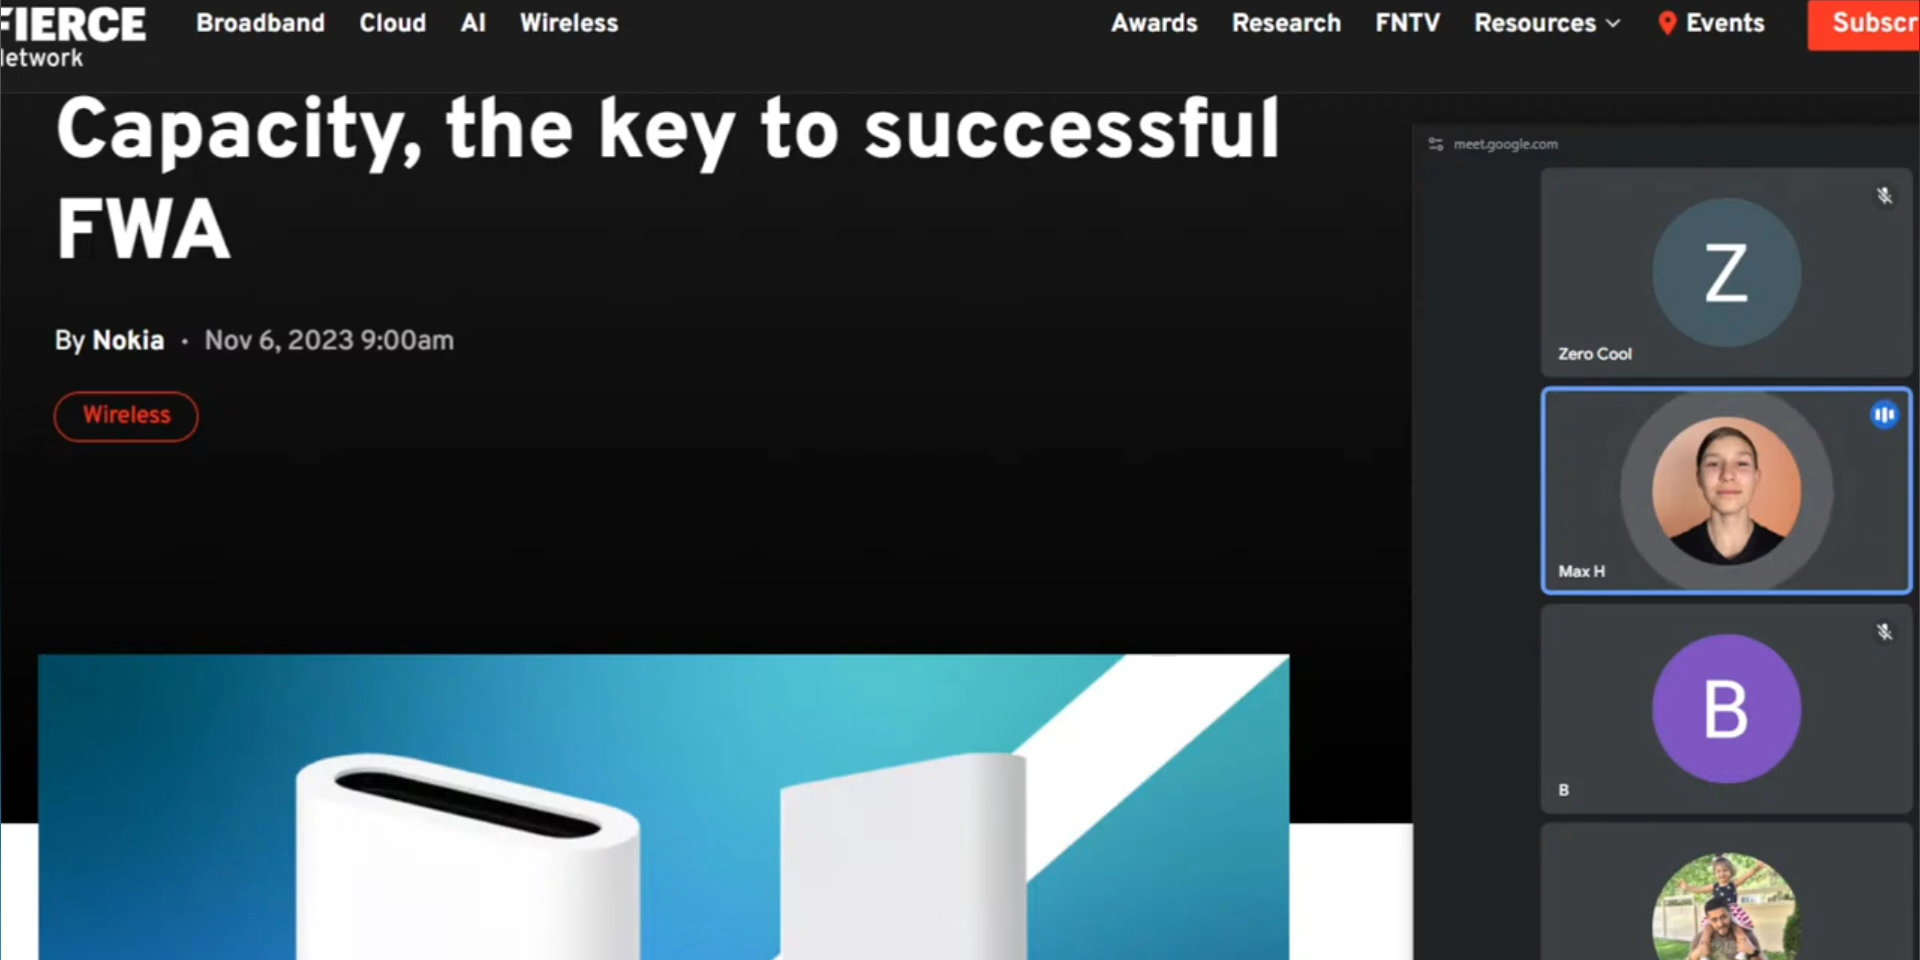 FIERCE
Network
Broadband Cloud AI Wireless
Awards Research FNTV Resources Events
Subscr
Capacity, the key to successful
FWA
By Nokia · Nov 6, 2023 9:00am
Wireless
meet.google.com
Z
Zero Cool
Max H
B
B